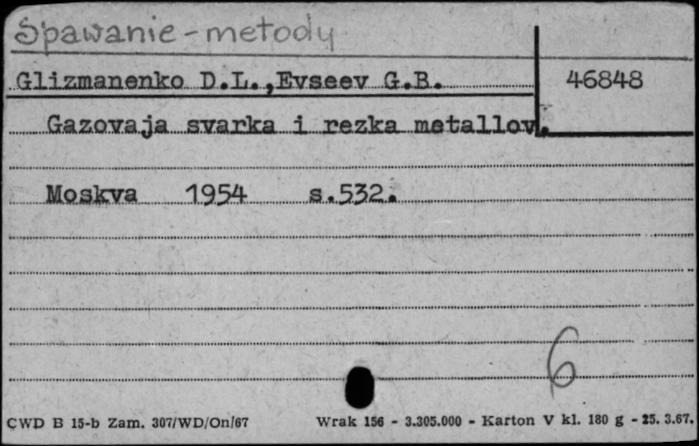 Spawanie - metody
Glizmanenko D.L.,Evseev G.B.
46848
Gazovaja svarka i rezka metallov.
Moskva 1954 s.532.
6
CWD B 15-b Zam. 307/WD/On/67 Wrak 156 - 3.305.000 - Karton V kl. 180 g - 25. 3.67.